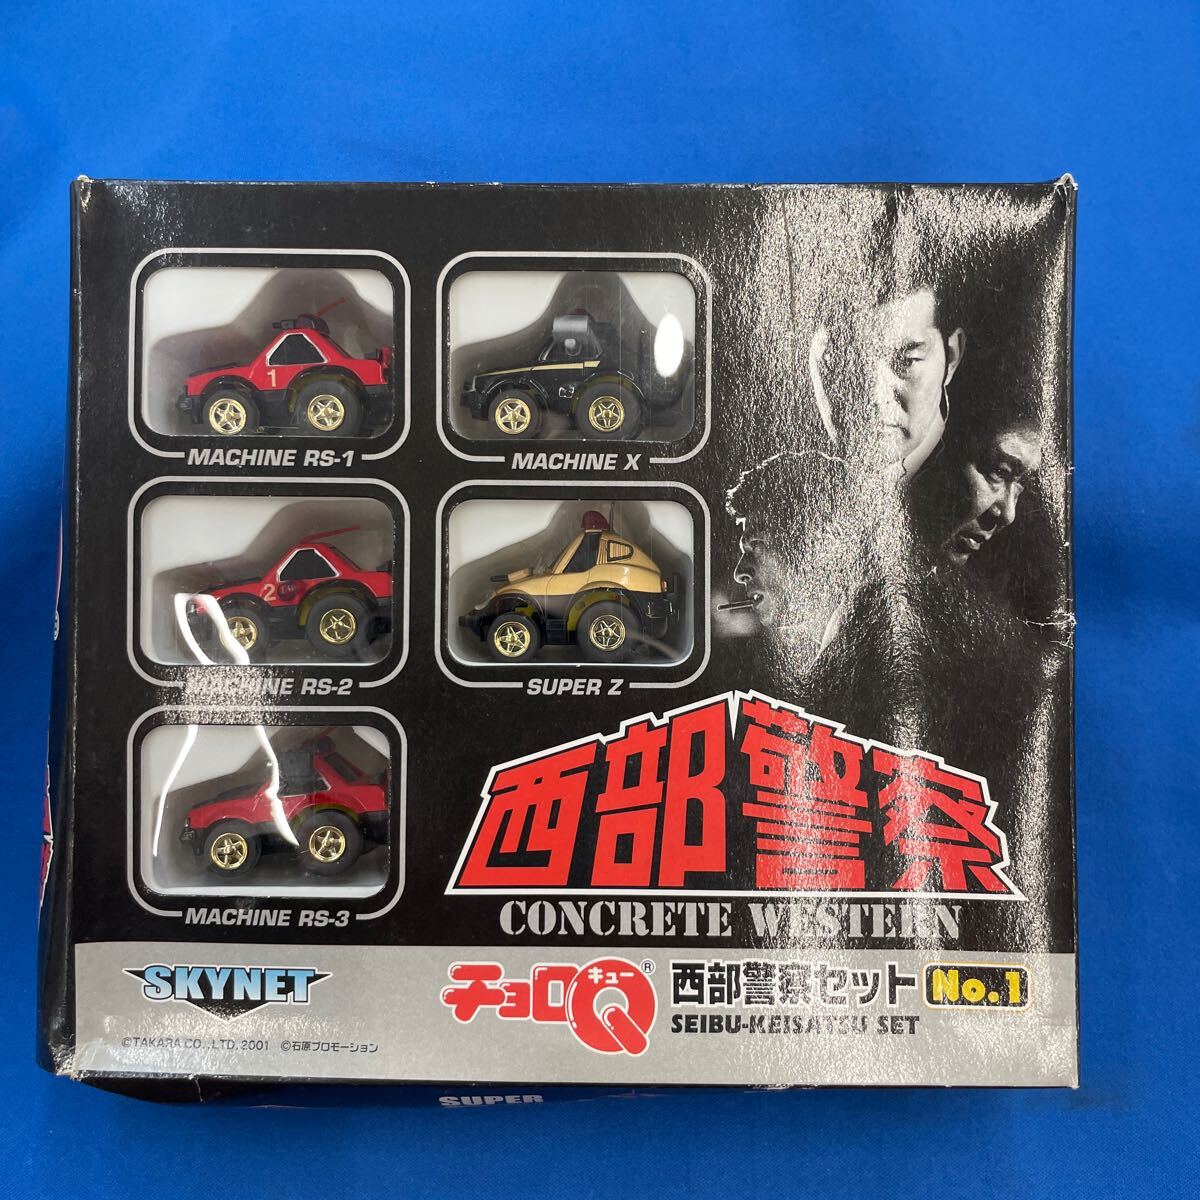 1
MACHINE RS-1
MACHINE X
2
MACHINE RS-2
SUPER Z
MACHINE RS-3
西部警察
CONCRETE WESTERN
SKYNET
チョロQ キュー ®
西部警察セット No.1
SEIBU-KEISATSU SET
©TAKARA CO.,LTD.2001 ©石原プロモーション
SUPER